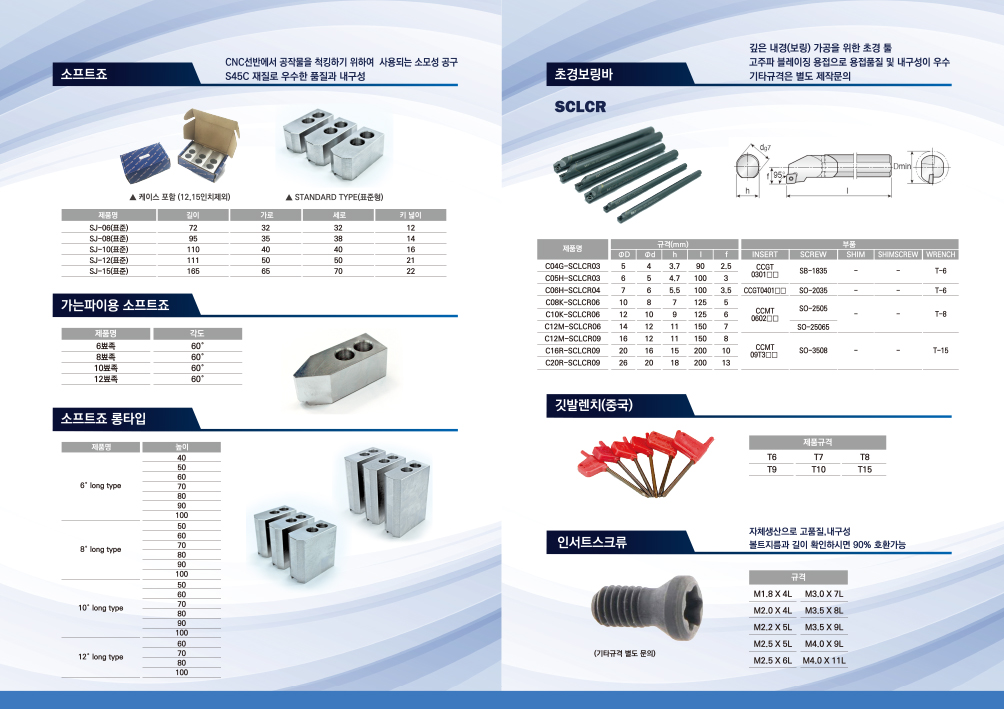 소프트죠
CNC선반에서 공작물을 척킹하기 위하여 사용되는 소모성 공구
S45C 재질로 우수한 품질과 내구성
▲ 케이스 포함 (12,15인치제외)
▲ STANDARD TYPE(표준형)
제품명 길이 가로 세로 키 넓이
SJ-06(표준) 72 32 32 12
SJ-08(표준) 95 35 38 14
SJ-10(표준) 110 40 40 16
SJ-12(표준) 111 50 50 21
SJ-15(표준) 165 65 70 22
가는파이용 소프트죠
제품명 각도
6뾰족 60˚
8뾰족 60˚
10뾰족 60˚
12뾰족 60˚
소프트죠 롱타입
제품명 높이
6˝ long type
40
50
60
70
80
90
100
8˝ long type
50
60
70
80
90
100
10˝ long type
50
60
70
80
90
100
12˝ long type
60
70
80
100
초경보링바
깊은 내경(보링) 가공을 위한 초경 툴
고주파 블레이징 용접으로 용접품질 및 내구성이 우수
기타규격은 별도 제작문의
SCLCR
dg7
f
95˚
h
l
Dmin
제품명 규격(mm) 부품
ΦD Φd h l f INSERT SCREW SHIM SHIMSCREW WRENCH
C04G-SCLCR03 5 4 3.7 90 2.5
C05H-SCLCR03 6 5 4.7 100 3
CCGT
0301□□
SB-1835 - - T-6
C06H-SCLCR04 7 6 5.5 100 3.5 CCGT0401□□ SO-2035 - - T-6
C08K-SCLCR06 10 8 7 125 5
C10K-SCLCR06 12 10 9 125 6
C12M-SCLCR06 14 12 11 150 7
CCMT
0602□□
SO-2505
SO-25065
- - T-8
C12M-SCLCR09 16 12 11 150 8
C16R-SCLCR09 20 16 15 200 10
C20R-SCLCR09 26 20 18 200 13
CCMT
09T3□□
SO-3508 - - T-15
깃발렌치(중국)
제품규격
T6 T7 T8
T9 T10 T15
인서트스크류
자체생산으로 고품질,내구성
볼트지름과 길이 확인하시면 90% 호환가능
(기타규격 별도 문의)
규격
M1.8 X 4L M3.0 X 7L
M2.0 X 4L M3.5 X 8L
M2.2 X 5L M3.5 X 9L
M2.5 X 5L M4.0 X 9L
M2.5 X 6L M4.0 X 11L